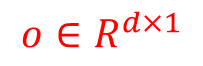 o ∈ R^{d×1}